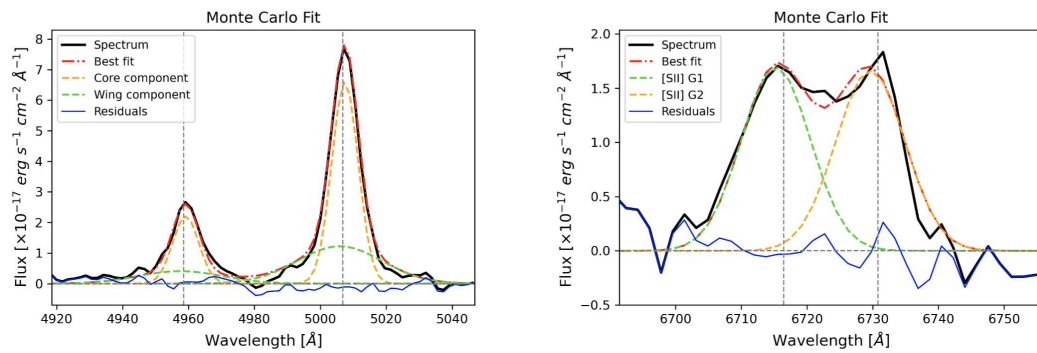 Monte Carlo Fit
8
7
6
5
4
3
2
1
0
Flux [×10⁻¹⁷ erg s⁻¹ cm⁻² Å⁻¹]
Spectrum
Best fit
Core component
Wing component
Residuals
4920 4940 4960 4980 5000 5020 5040
Wavelength [Å]
Monte Carlo Fit
2.0
1.5
1.0
0.5
0.0
−0.5
Flux [×10⁻¹⁷ erg s⁻¹ cm⁻² Å⁻¹]
Spectrum
Best fit
[SII] G1
[SII] G2
Residuals
6700 6710 6720 6730 6740 6750
Wavelength [Å]